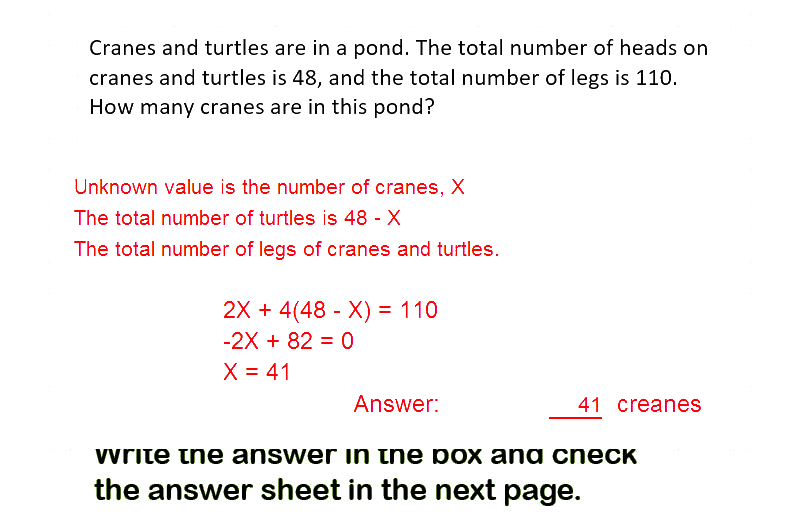 Cranes and turtles are in a pond. The total number of heads on
cranes and turtles is 48, and the total number of legs is 110.
How many cranes are in this pond?
Unknown value is the number of cranes, X
The total number of turtles is 48 - X
The total number of legs of cranes and turtles.
2X + 4(48 - X) = 110
-2X + 82 = 0
X = 41
Answer: 41 creanes
Write the answer in the box and check
the answer sheet in the next page.